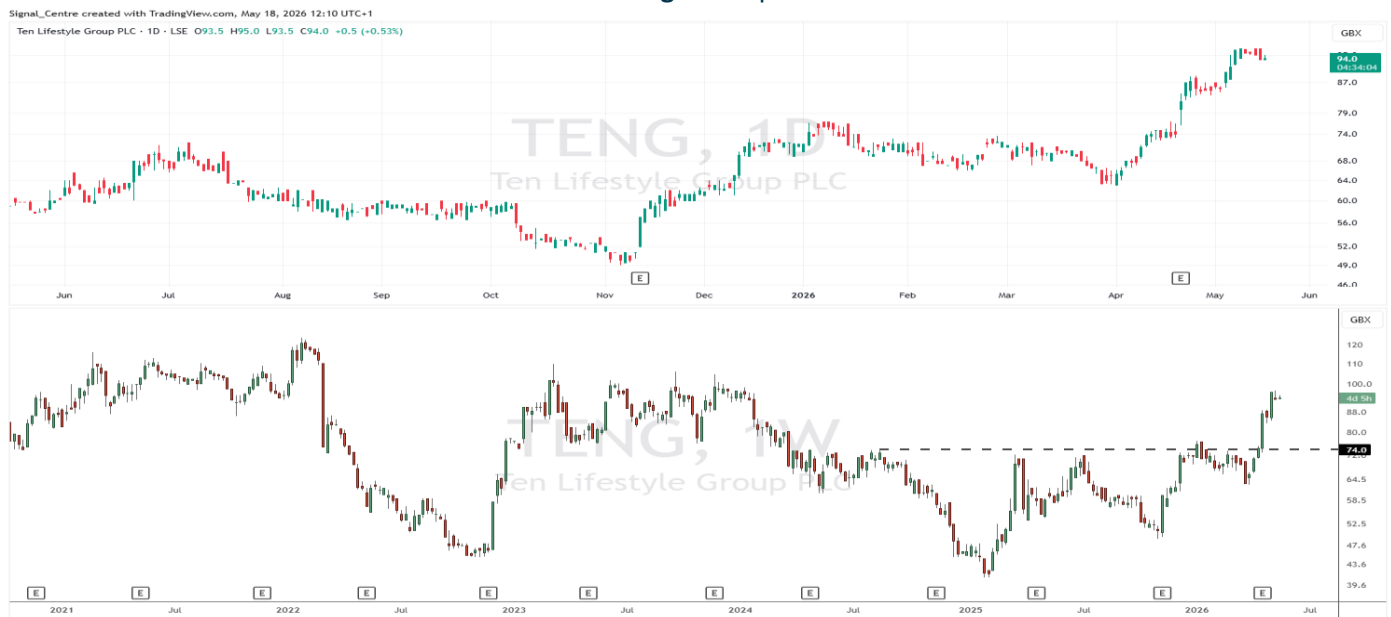 Signal_Centre created with TradingView.com, May 18, 2026 12:10 UTC+1
Ten Lifestyle Group PLC · 1D · LSE O93.5 H95.0 L93.5 C94.0 +0.5 (+0.53%)
GBX
94.0
04:34:04
87.0
79.0
74.0
68.0
64.0
60.0
56.0
52.0
49.0
46.0
TENG, 1D
Ten Lifestyle Group PLC
E E
Jun Jul Aug Sep Oct Nov Dec 2026 Feb Mar Apr May Jun
GBX
120
110
100.0
4d 5h
88.0
80.0
74.0
64.5
58.5
52.5
47.6
43.6
39.6
TENG, 1W
Ten Lifestyle Group PLC
E E E E E E E E E E E E
2021 Jul 2022 Jul 2023 Jul 2024 Jul 2025 Jul 2026 Jul